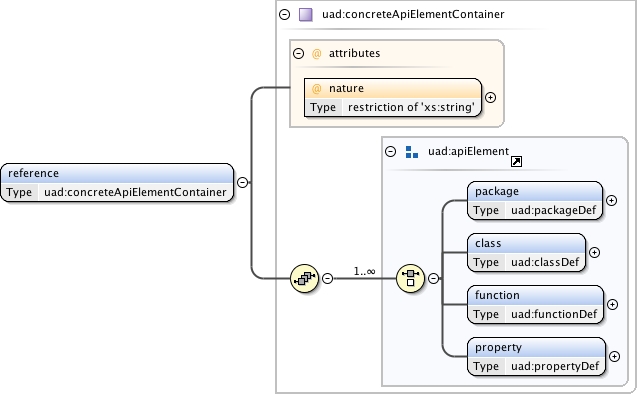 uad:concreteApiElementContainer
@ attributes
@ nature
Type restriction of 'xs:string'
uad:apiElement
reference
Type uad:concreteApiElementContainer
package
Type uad:packageDef
class
Type uad:classDef
1..∞
function
Type uad:functionDef
property
Type uad:propertyDef